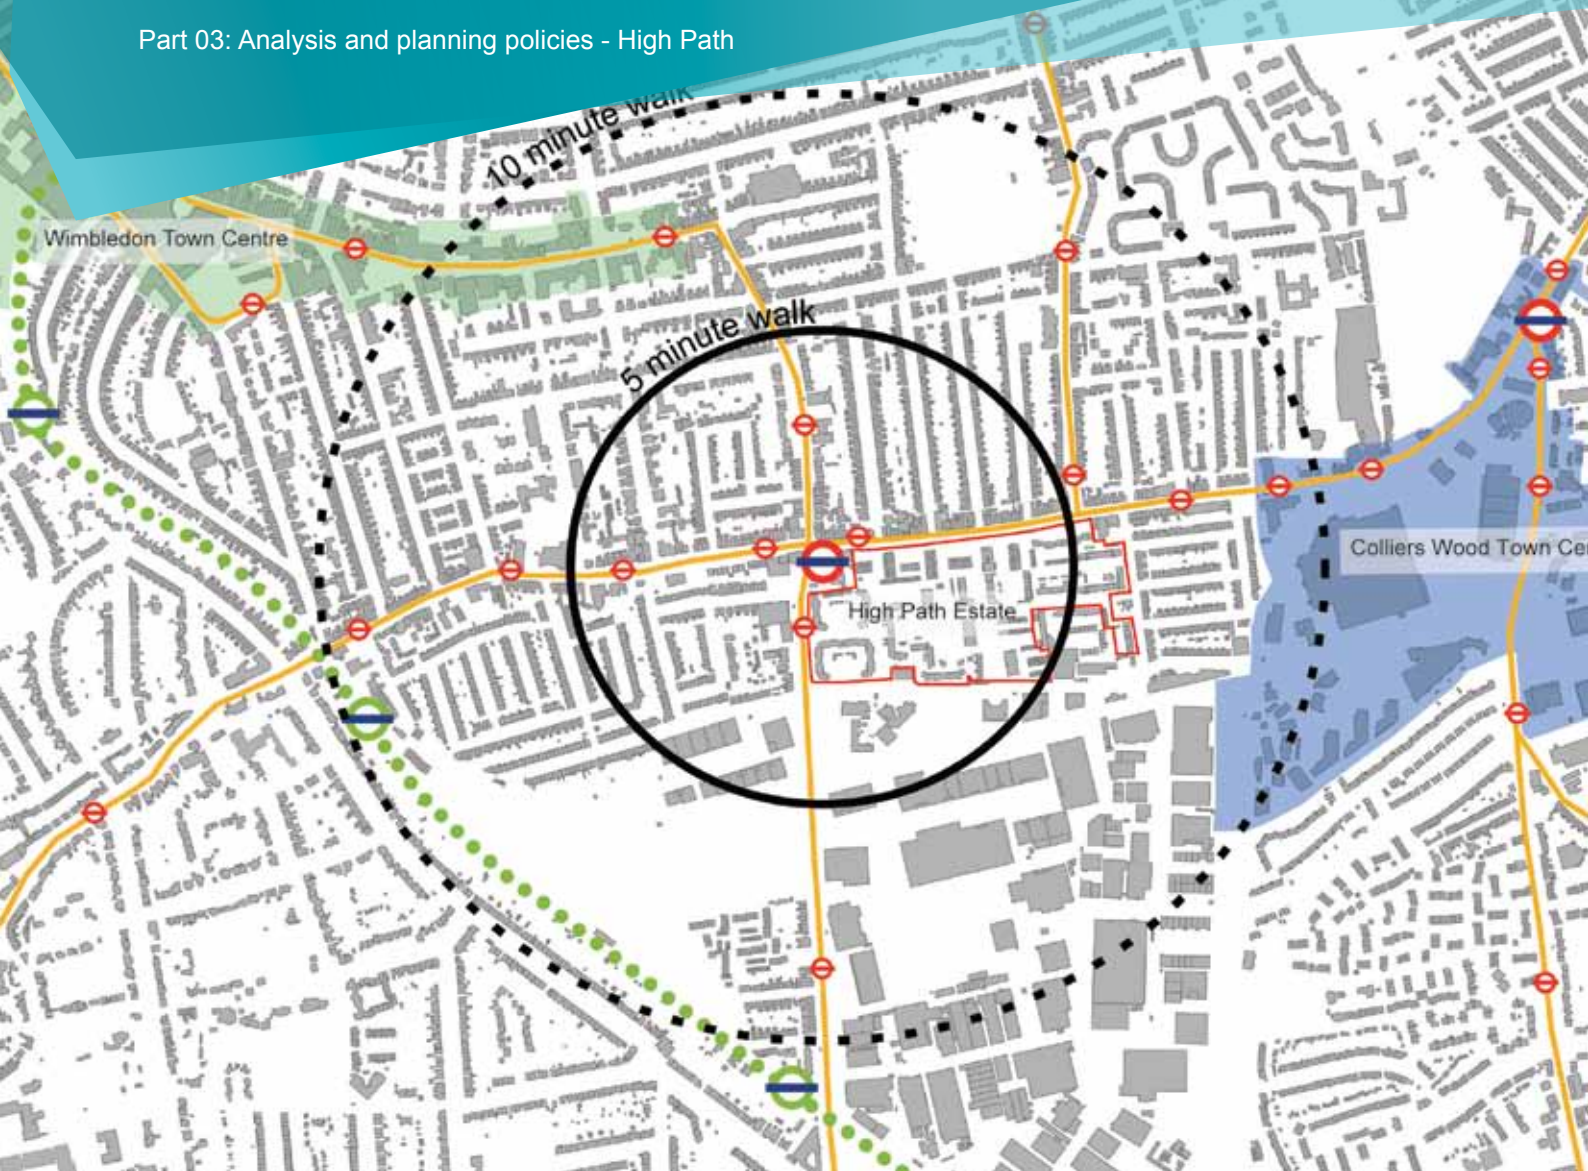 Part 03: Analysis and planning policies - High Path
10 minute walk
Wimbledon Town Centre
5 minute walk
Colliers Wood Town Ce
High Path Estate